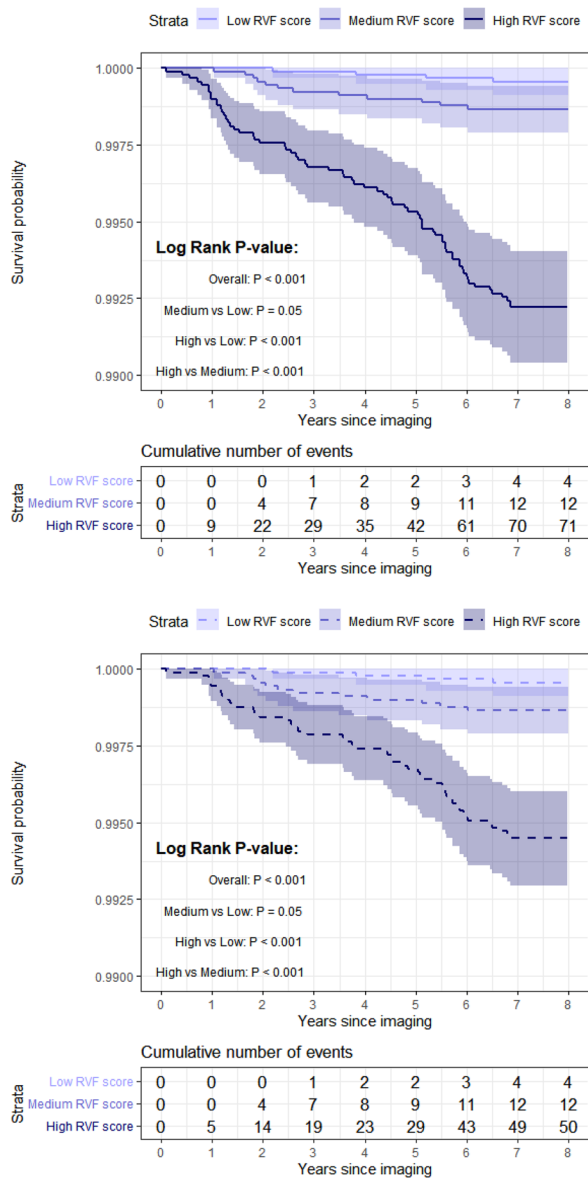 Strata Low RVF score Medium RVF score High RVF score
1.0000
0.9975
0.9950
0.9925
0.9900
Survival probability
Log Rank P-value:
Overall: P < 0.001
Medium vs Low: P = 0.05
High vs Low: P < 0.001
High vs Medium: P < 0.001
0 1 2 3 4 5 6 7 8
Years since imaging
Cumulative number of events
Strata
Low RVF score 0 0 0 1 2 2 3 4 4
Medium RVF score 0 0 4 7 8 9 11 12 12
High RVF score 0 9 22 29 35 42 61 70 71
0 1 2 3 4 5 6 7 8
Years since imaging
Strata Low RVF score Medium RVF score High RVF score
1.0000
0.9975
0.9950
0.9925
0.9900
Survival probability
Log Rank P-value:
Overall: P < 0.001
Medium vs Low: P = 0.05
High vs Low: P < 0.001
High vs Medium: P < 0.001
0 1 2 3 4 5 6 7 8
Years since imaging
Cumulative number of events
Strata
Low RVF score 0 0 0 1 2 2 3 4 4
Medium RVF score 0 0 4 7 8 9 11 12 12
High RVF score 0 5 14 19 23 29 43 49 50
0 1 2 3 4 5 6 7 8
Years since imaging